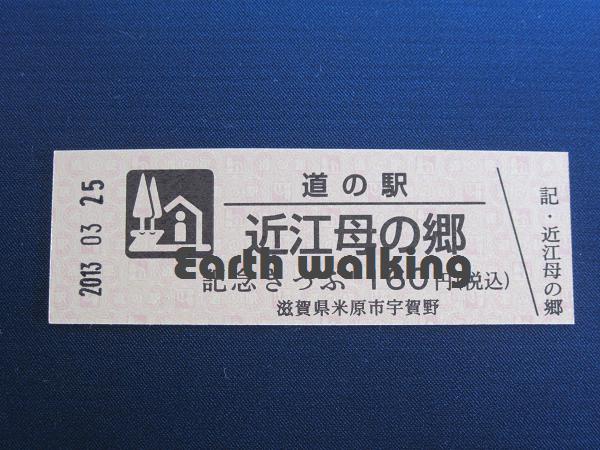 2013 03 25
道の駅
近江母の郷
Earth walking
記念きっぷ 160円(税込)
滋賀県米原市宇賀野
記・近江母の郷